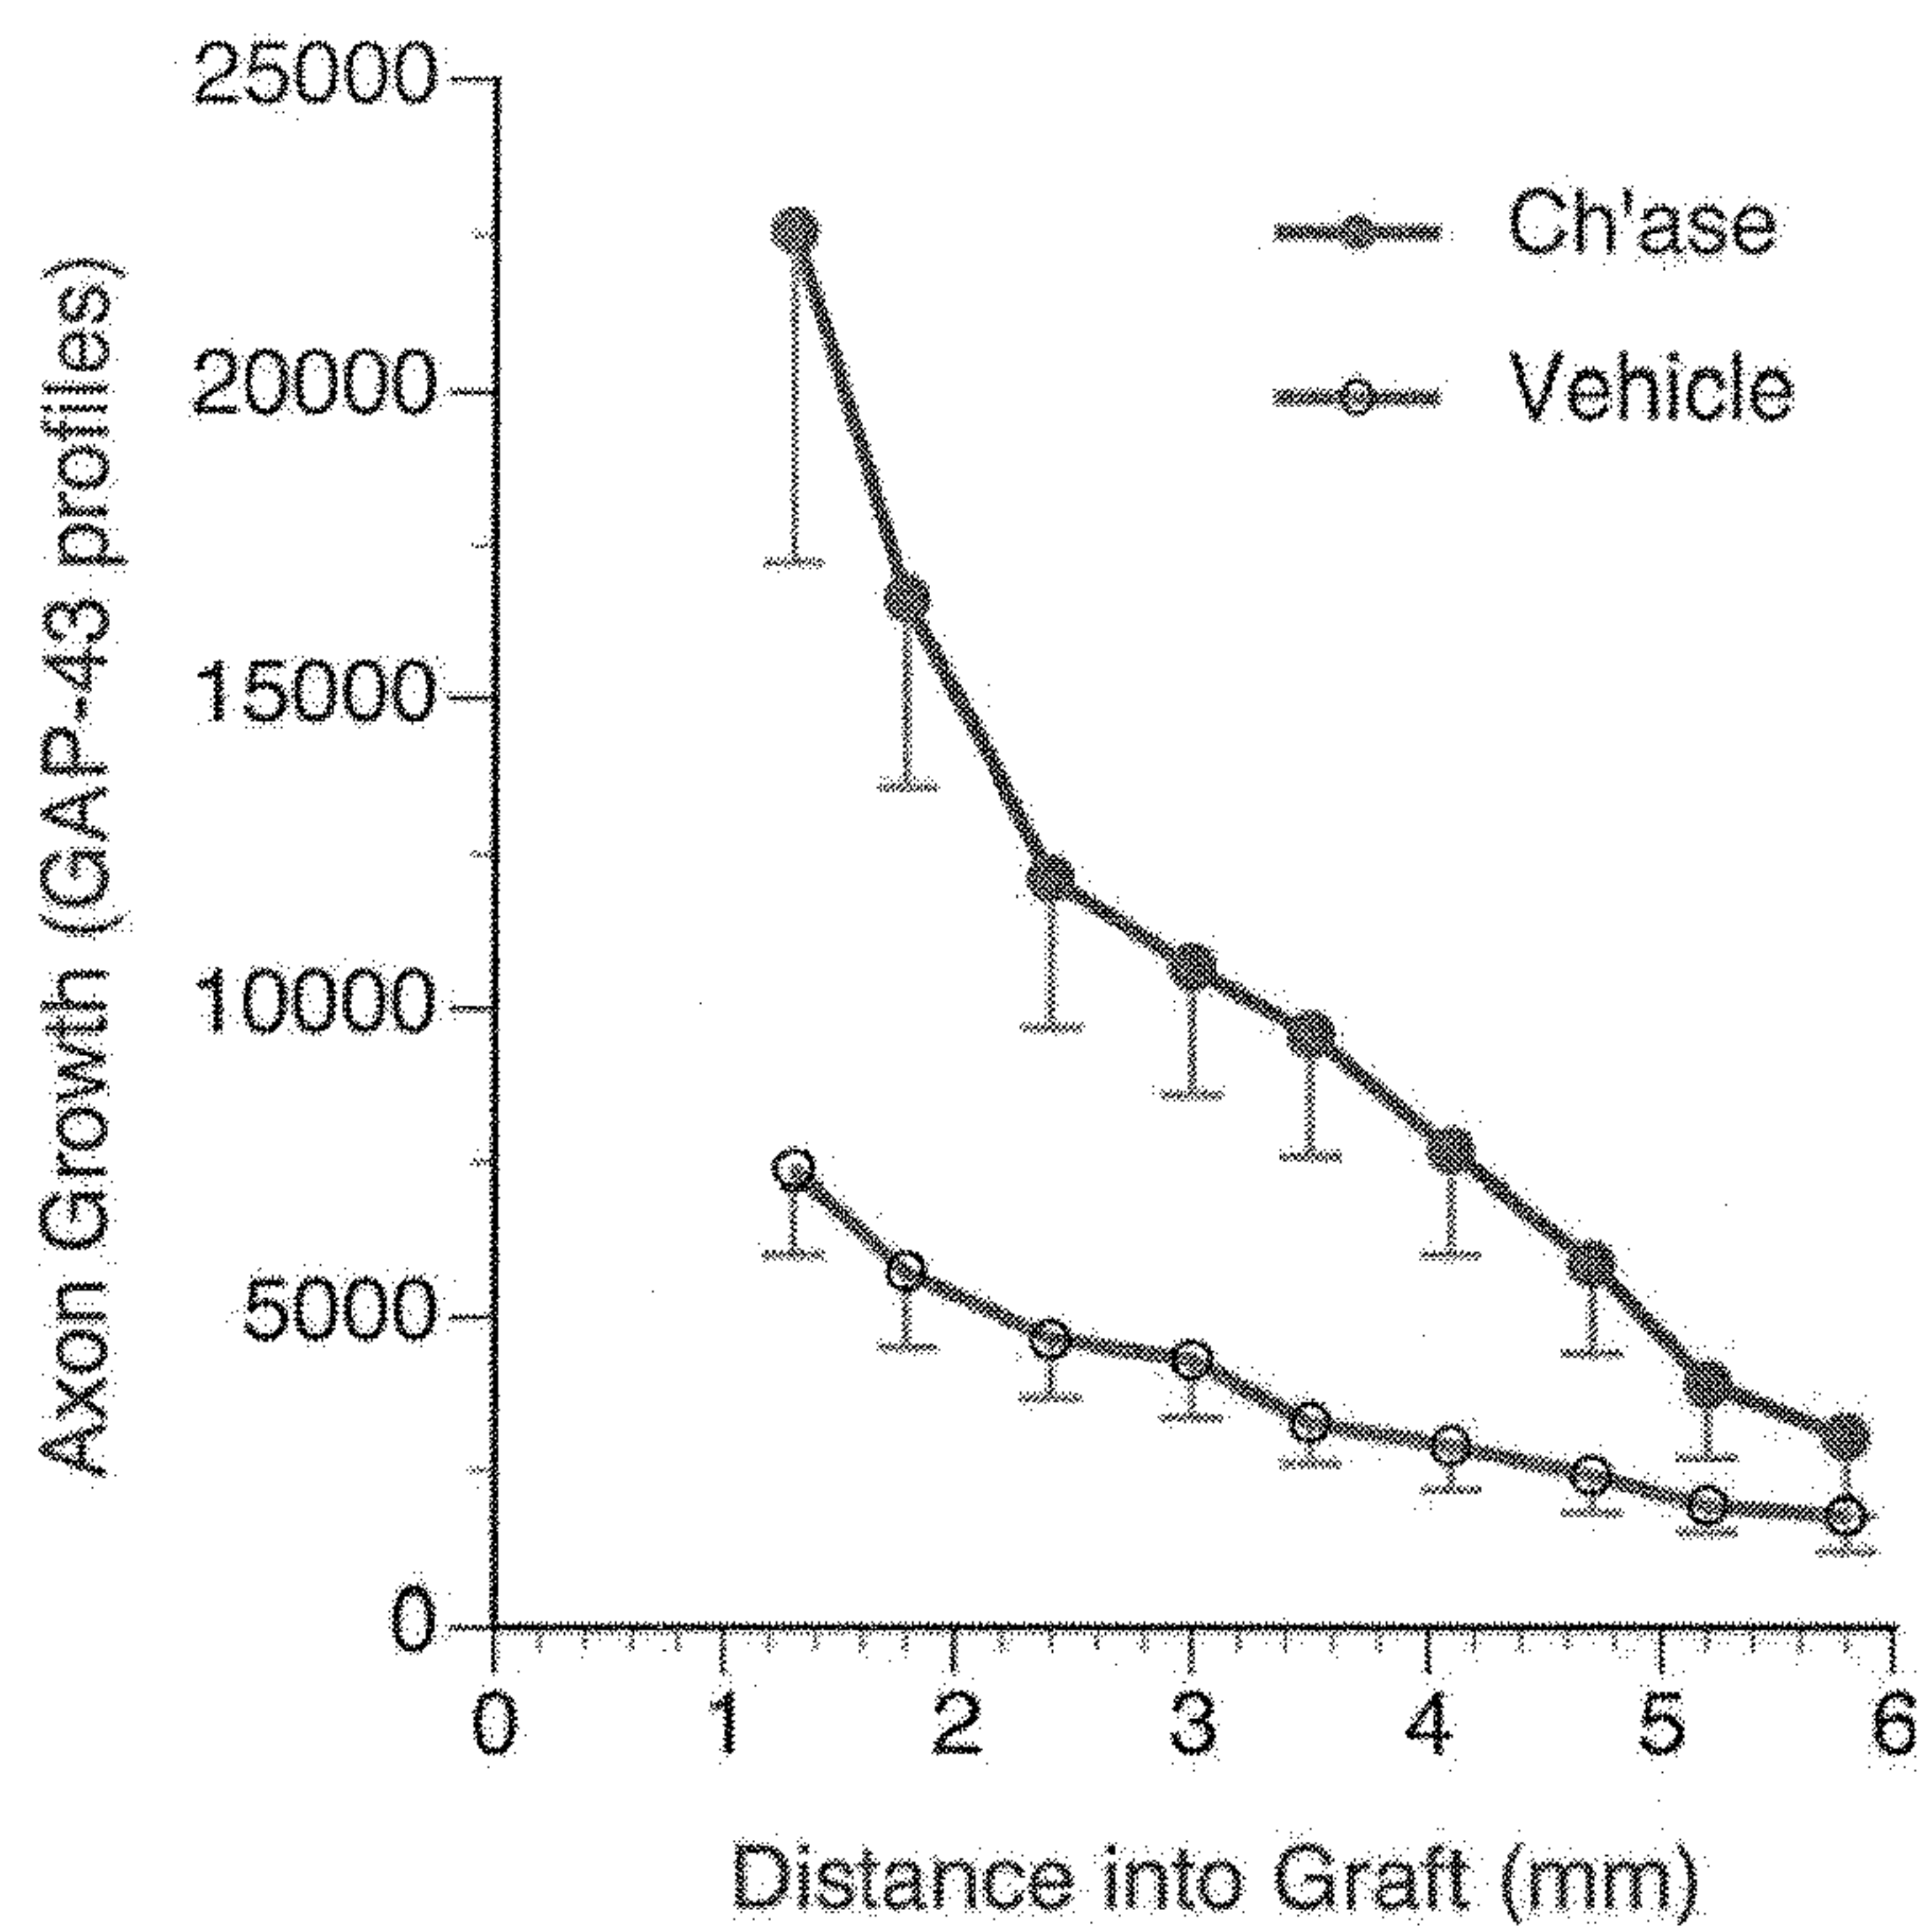 Axon Growth (GAP-43 profilles)
25000
20000
15000
10000
5000
0
Ch'ase
Vehicle
0 1 2 3 4 5 6
Distance into Graft (mm)